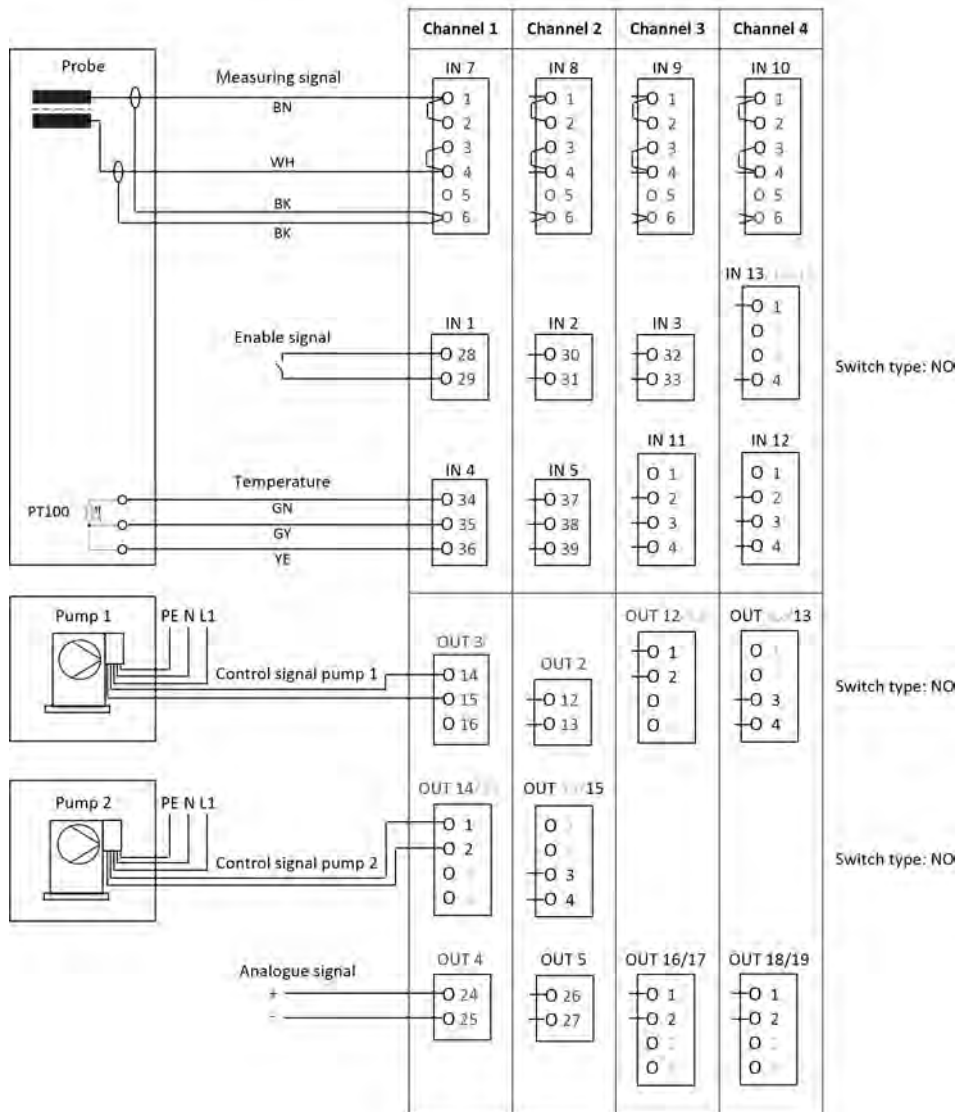 Channel 1 Channel 2 Channel 3 Channel 4
Probe
Measuring signal
IN 7 IN 8 IN 9 IN 10
BN
1 1 1 1
2 2 2 2
3 3 3 3
WH
4 4 4 4
5 5 5 5
BK
6 6 6 6
BK
IN 13
1
Enable signal
IN 1 IN 2 IN 3
28 30 32
29 31 33 4
Switch type: NO
IN 11 IN 12
Temperature
IN 4 IN 5
1 1
34 37 2 2
PT100
GN
35 38 3 3
GY
36 39 4 4
YE
Pump 1 PE N L1
OUT 12 OUT 13
OUT 3
1
OUT 2
Control signal pump 1
14 2
Switch type: NO
15 12 3
16 13 4
Pump 2 PE N L1
OUT 14 OUT 15
1
2
Control signal pump 2
Switch type: NO
3
4
Analogue signal
OUT 4 OUT 5 OUT 16/17 OUT 18/19
+
24 26 1 1
-
25 27 2 2